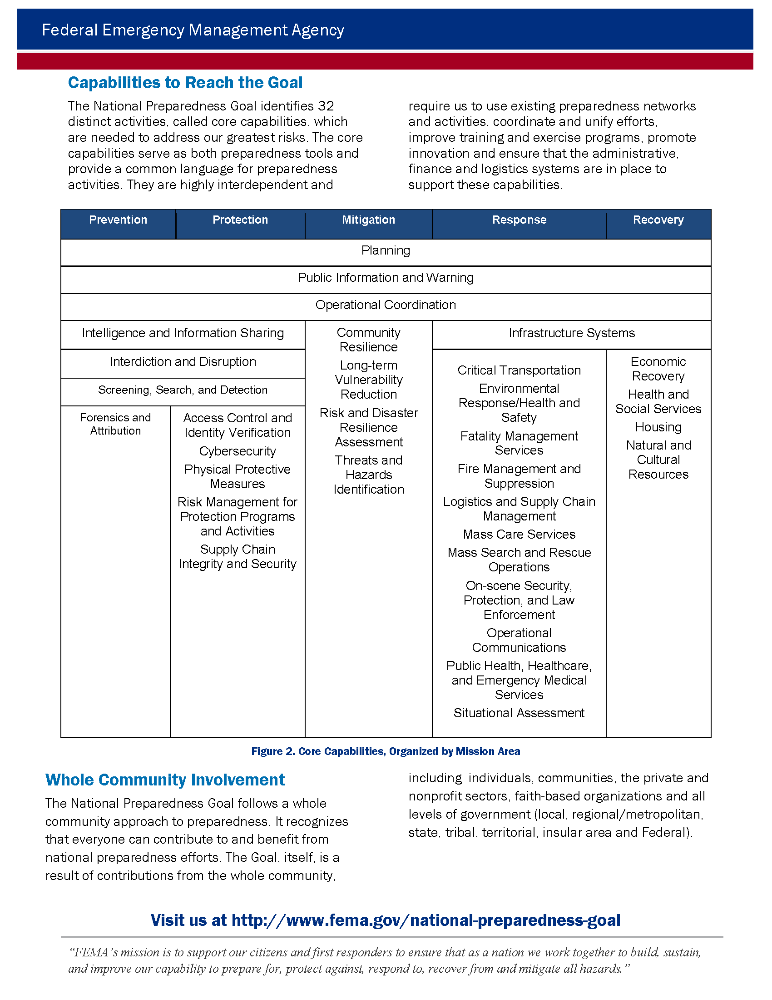 Federal Emergency Management Agency
Capabilities to Reach the Goal
The National Preparedness Goal identifies 32
distinct activities, called core capabilities, which
are needed to address our greatest risks. The core
capabilities serve as both preparedness tools and
provide a common language for preparedness
activities. They are highly interdependent and
require us to use existing preparedness networks
and activities, coordinate and unify efforts,
improve training and exercise programs, promote
innovation and ensure that the administrative,
finance and logistics systems are in place to
support these capabilities.
Prevention Protection Mitigation Response Recovery
Planning
Public Information and Warning
Operational Coordination
Intelligence and Information Sharing
Interdiction and Disruption
Screening, Search, and Detection
Forensics and
Attribution
Access Control and
Identity Verification
Cybersecurity
Physical Protective
Measures
Risk Management for
Protection Programs
and Activities
Supply Chain
Integrity and Security
Community
Resilience
Long-term
Vulnerability
Reduction
Risk and Disaster
Resilience
Assessment
Threats and
Hazards
Identification
Infrastructure Systems
Critical Transportation
Environmental
Response/Health and
Safety
Fatality Management
Services
Fire Management and
Suppression
Logistics and Supply Chain
Management
Mass Care Services
Mass Search and Rescue
Operations
On-scene Security,
Protection, and Law
Enforcement
Operational
Communications
Public Health, Healthcare,
and Emergency Medical
Services
Situational Assessment
Economic
Recovery
Health and
Social Services
Housing
Natural and
Cultural
Resources
Figure 2. Core Capabilities, Organized by Mission Area
Whole Community Involvement
The National Preparedness Goal follows a whole
community approach to preparedness. It recognizes
that everyone can contribute to and benefit from
national preparedness efforts. The Goal, itself, is a
result of contributions from the whole community,
including individuals, communities, the private and
nonprofit sectors, faith-based organizations and all
levels of government (local, regional/metropolitan,
state, tribal, territorial, insular area and Federal).
Visit us at http://www.fema.gov/national-preparedness-goal
“FEMA’s mission is to support our citizens and first responders to ensure that as a nation we work together to build, sustain,
and improve our capability to prepare for, protect against, respond to, recover from and mitigate all hazards.”